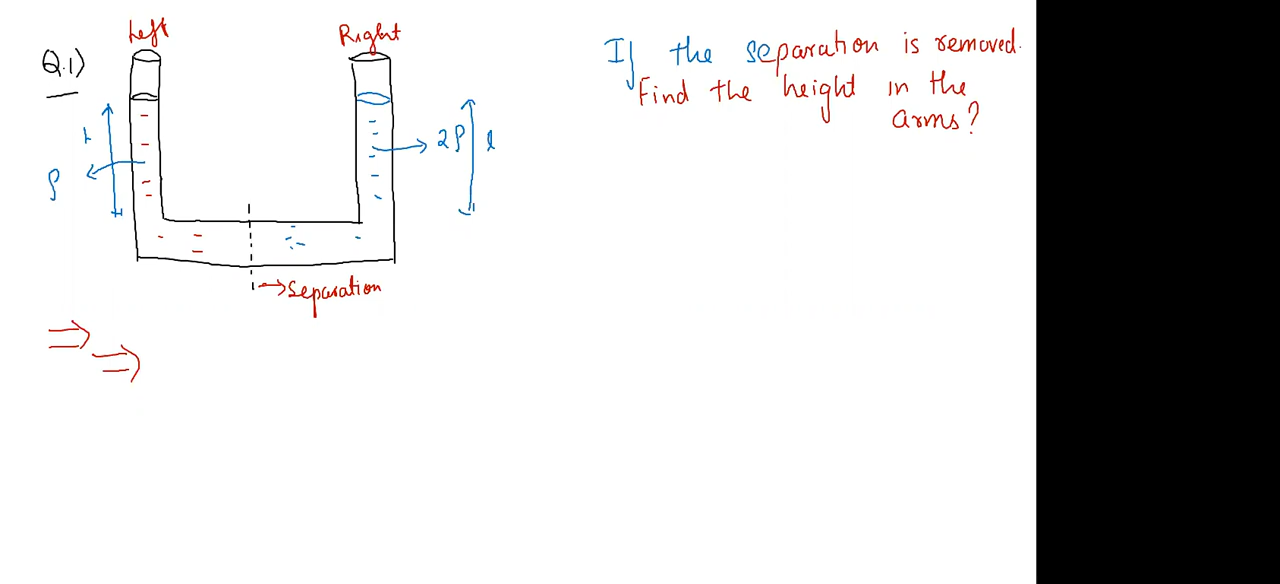 Left
Right
Q.1)
If the separation is removed.
Find the height in the
arms?
2ρ
l
ρ
Separation